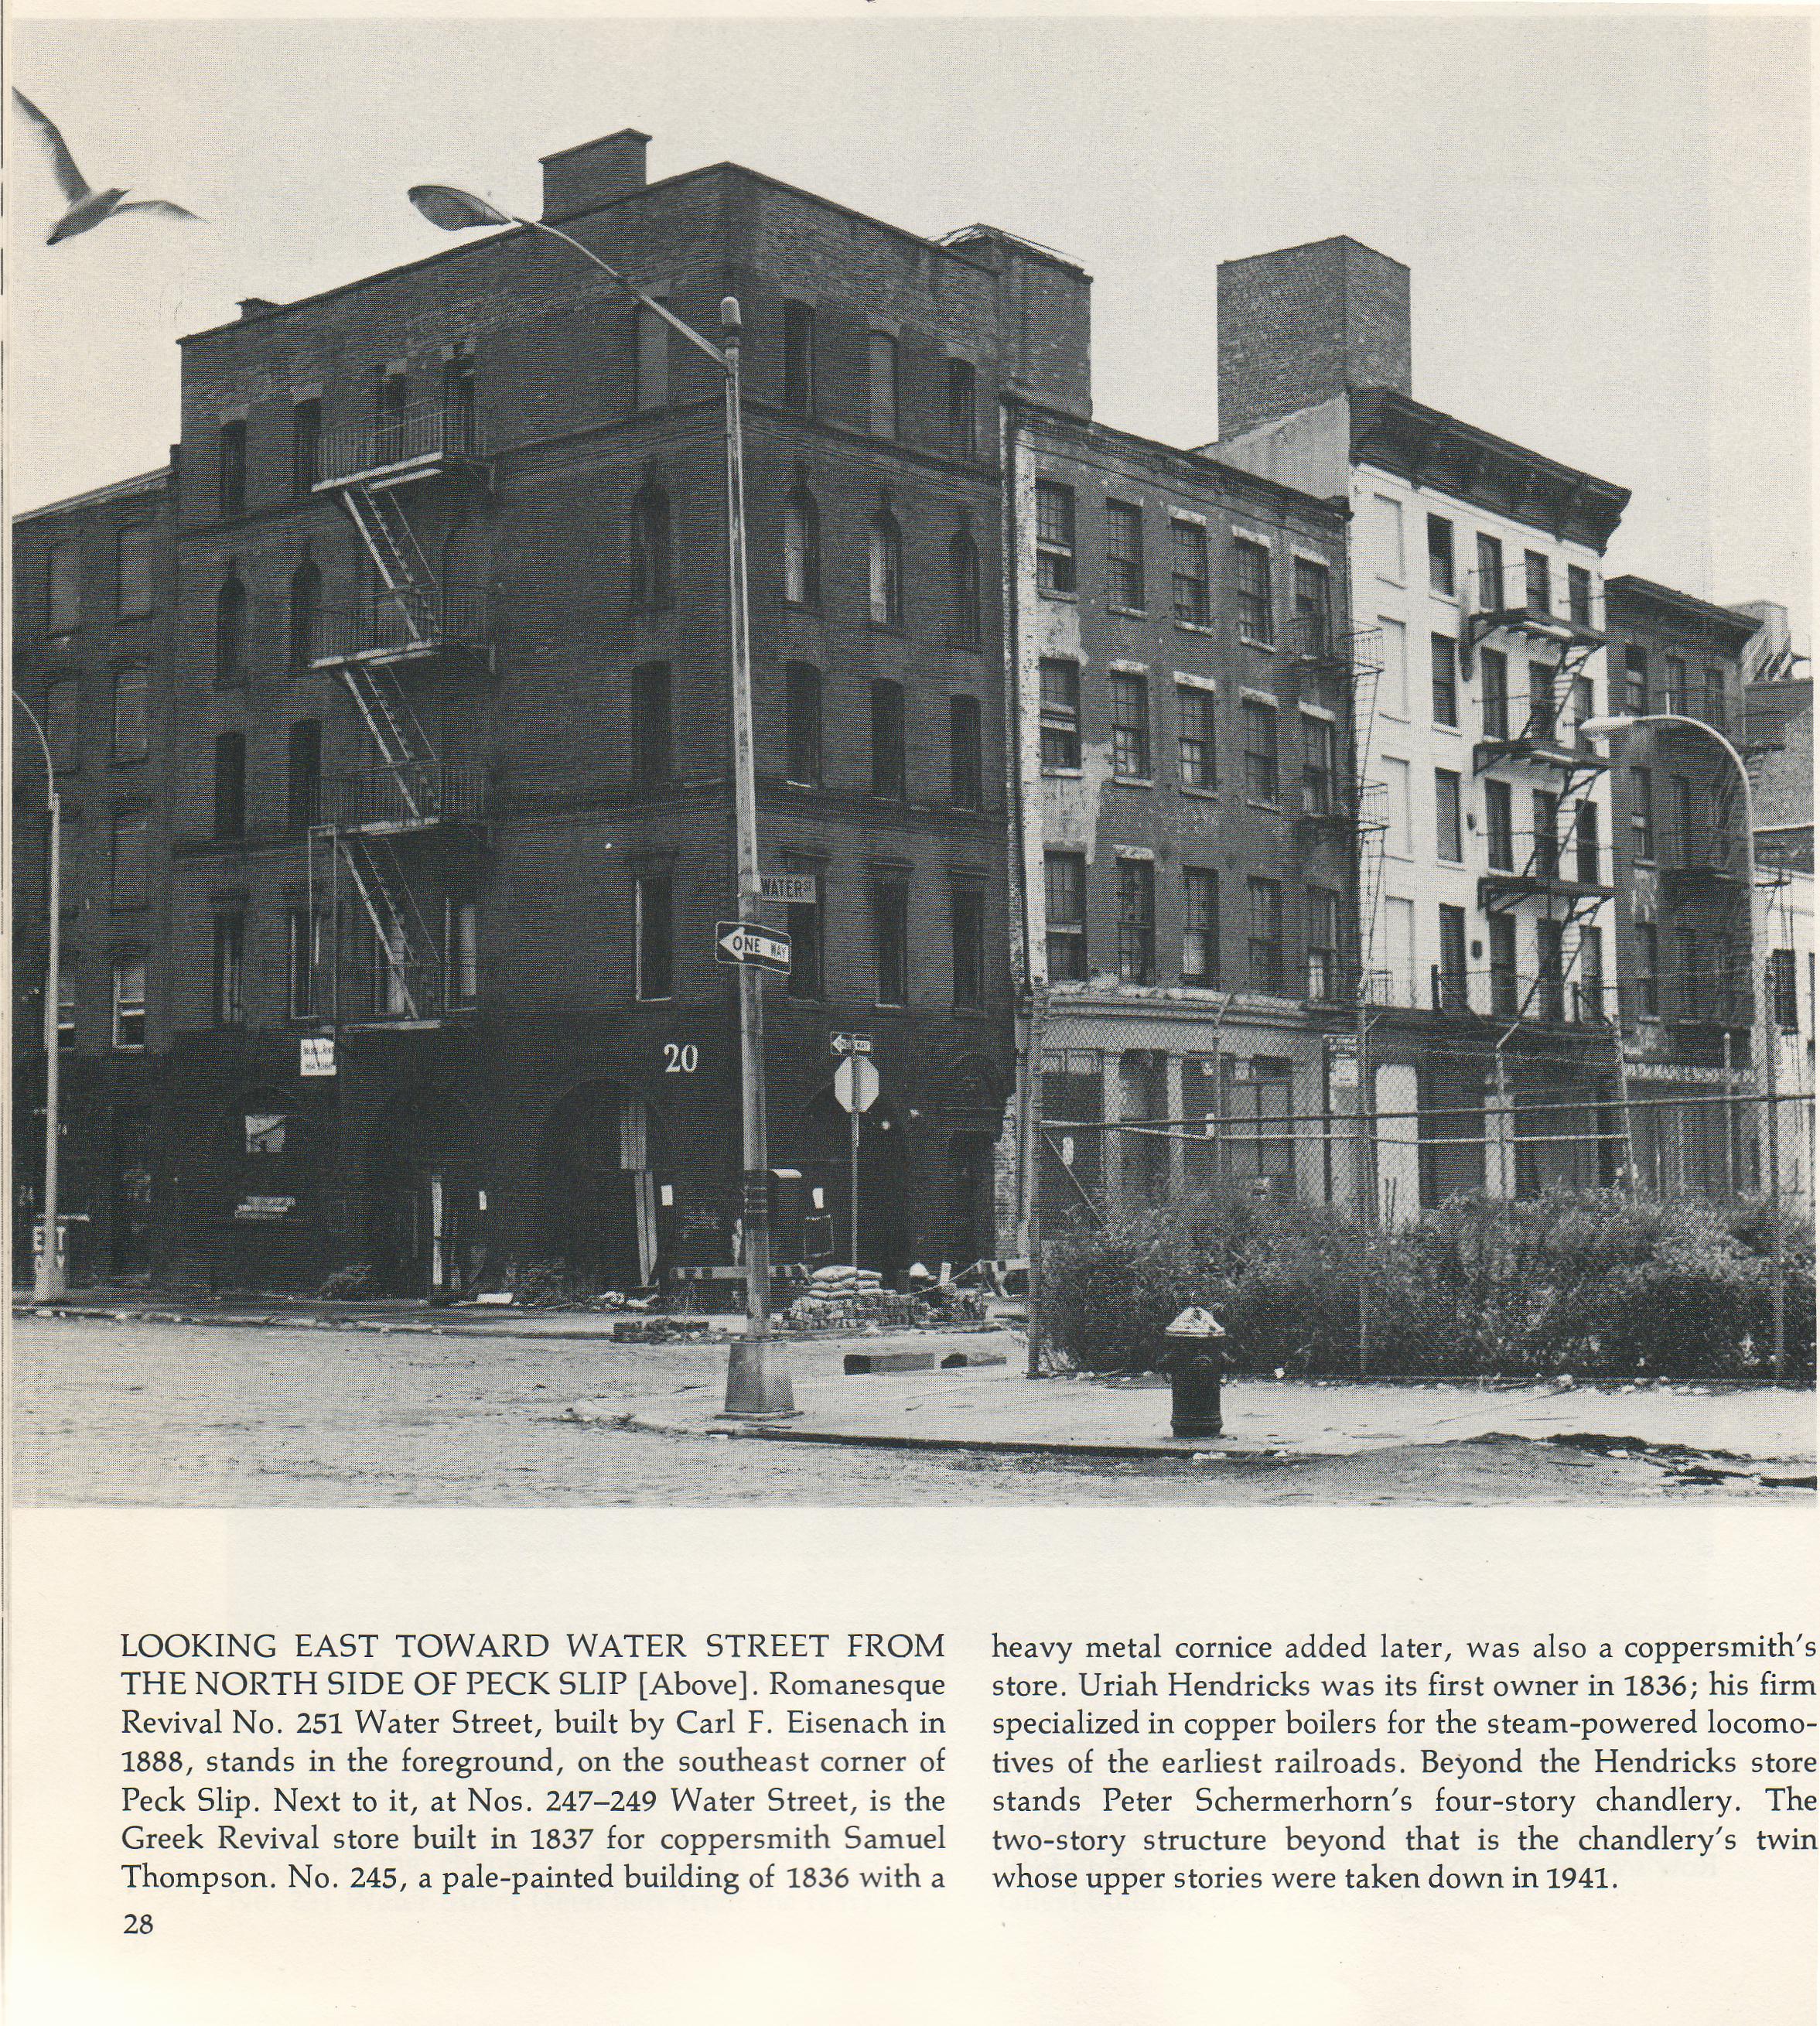 WATER ST
ONE WAY
20
WAY
24
24
LOOKING EAST TOWARD WATER STREET FROM
THE NORTH SIDE OF PECK SLIP [Above]. Romanesque
Revival No. 251 Water Street, built by Carl F. Eisenach in
1888, stands in the foreground, on the southeast corner of
Peck Slip. Next to it, at Nos. 247–249 Water Street, is the
Greek Revival store built in 1837 for coppersmith Samuel
Thompson. No. 245, a pale-painted building of 1836 with a
heavy metal cornice added later, was also a coppersmith's
store. Uriah Hendricks was its first owner in 1836; his firm
specialized in copper boilers for the steam-powered locomo-
tives of the earliest railroads. Beyond the Hendricks store
stands Peter Schermerhorn's four-story chandlery. The
two-story structure beyond that is the chandlery's twin
whose upper stories were taken down in 1941.
28